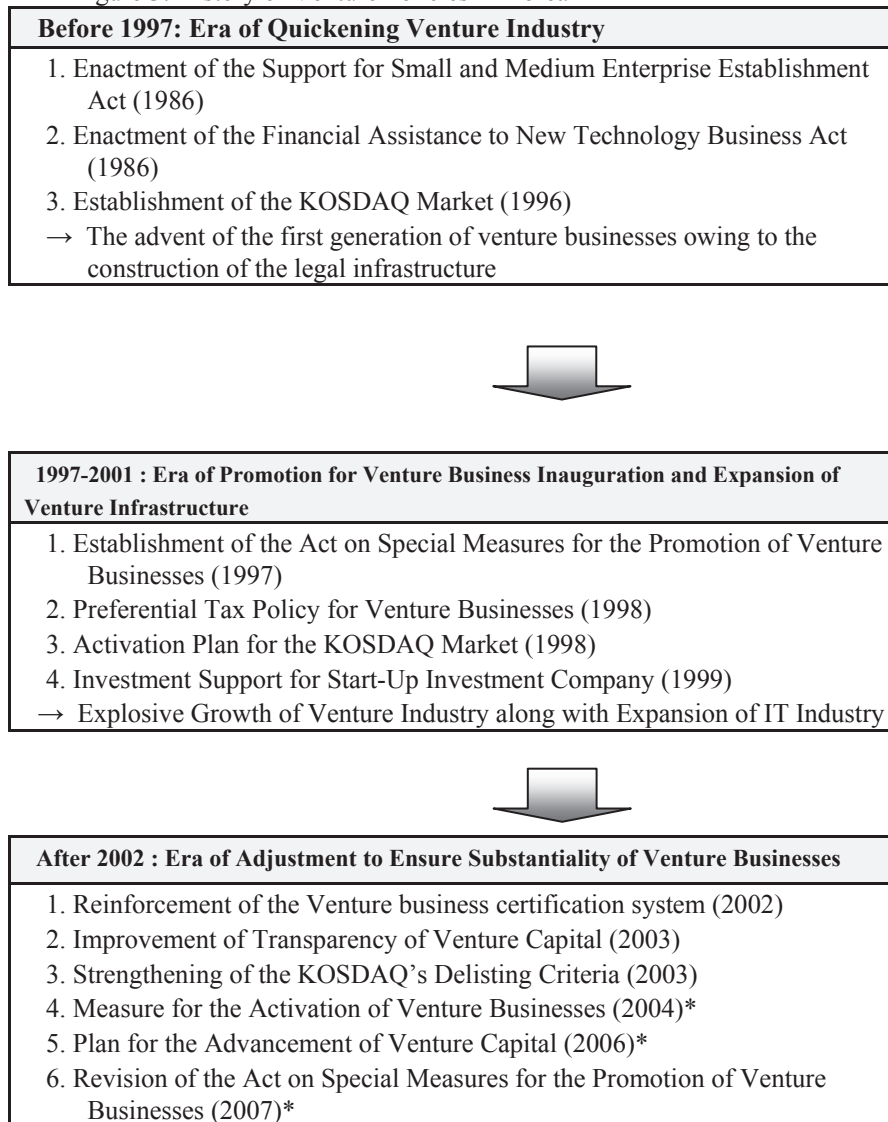 Before 1997: Era of Quickening Venture Industry
1. Enactment of the Support for Small and Medium Enterprise Establishment
Act (1986)
2. Enactment of the Financial Assistance to New Technology Business Act
(1986)
3. Establishment of the KOSDAQ Market (1996)
→ The advent of the first generation of venture businesses owing to the
construction of the legal infrastructure
1997-2001 : Era of Promotion for Venture Business Inauguration and Expansion of
Venture Infrastructure
1. Establishment of the Act on Special Measures for the Promotion of Venture
Businesses (1997)
2. Preferential Tax Policy for Venture Businesses (1998)
3. Activation Plan for the KOSDAQ Market (1998)
4. Investment Support for Start-Up Investment Company (1999)
→ Explosive Growth of Venture Industry along with Expansion of IT Industry
After 2002 : Era of Adjustment to Ensure Substantiality of Venture Businesses
1. Reinforcement of the Venture business certification system (2002)
2. Improvement of Transparency of Venture Capital (2003)
3. Strengthening of the KOSDAQ's Delisting Criteria (2003)
4. Measure for the Activation of Venture Businesses (2004)*
5. Plan for the Advancement of Venture Capital (2006)*
6. Revision of the Act on Special Measures for the Promotion of Venture
Businesses (2007)*